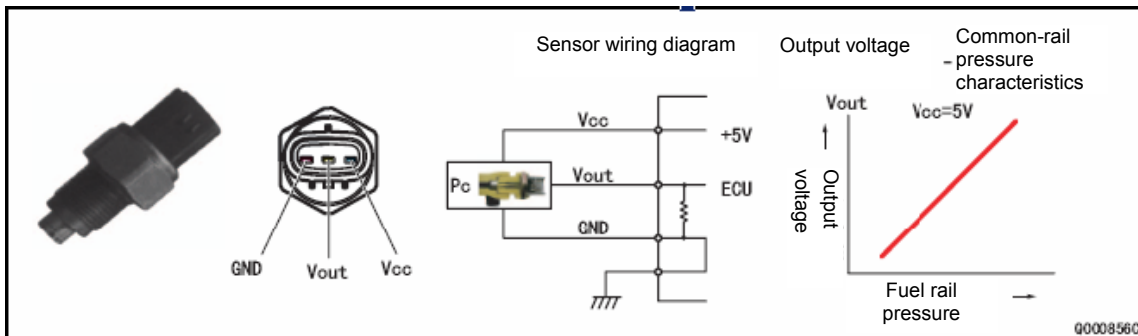 Sensor wiring diagram
Output voltage
- Common-rail
pressure
characteristics
GND
Vout
Vcc
Vcc
+5V
Pc
Vout
ECU
GND
Vout
Vcc=5V
Output
voltage
Fuel rail
pressure
Q000856C